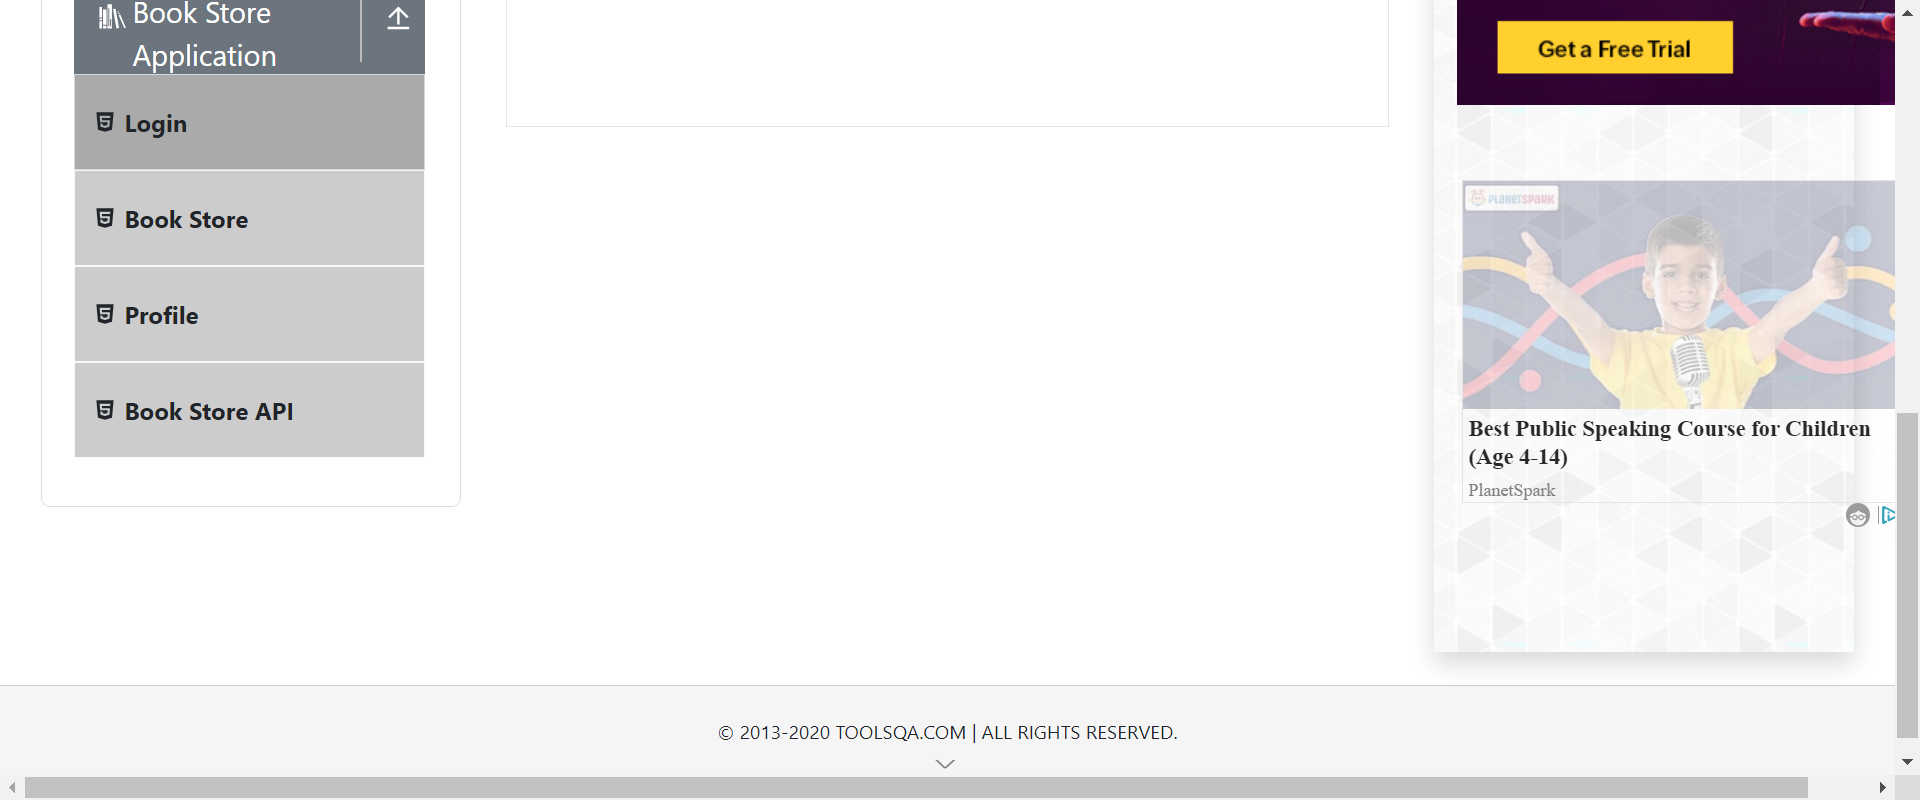 Book Store
Application
Login
Book Store
Profile
Book Store API
Get a Free Trial
PLANETSPARK
Best Public Speaking Course for Children
(Age 4-14)
PlanetSpark
© 2013-2020 TOOLSQA.COM | ALL RIGHTS RESERVED.